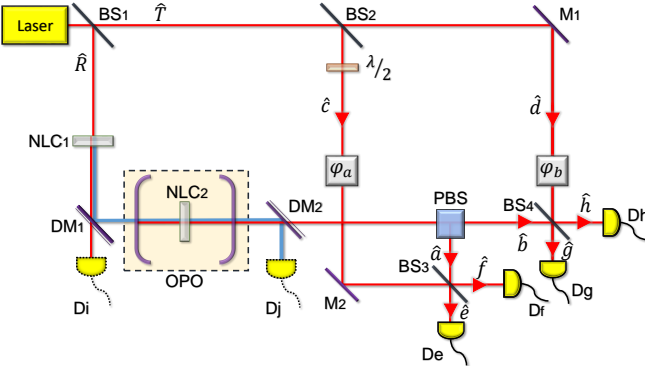 Laser
BS₁
T̂
BS₂
M₁
R̂
λ/2
ĉ
d̂
NLC₁
φₐ
φ_b
NLC₂
DM₂
PBS
BS₄
ĥ
Dh
DM₁
b̂
ĝ
OPO
â
BS₃
f̂
Dg
Di
Dj
M₂
ê
Df
De